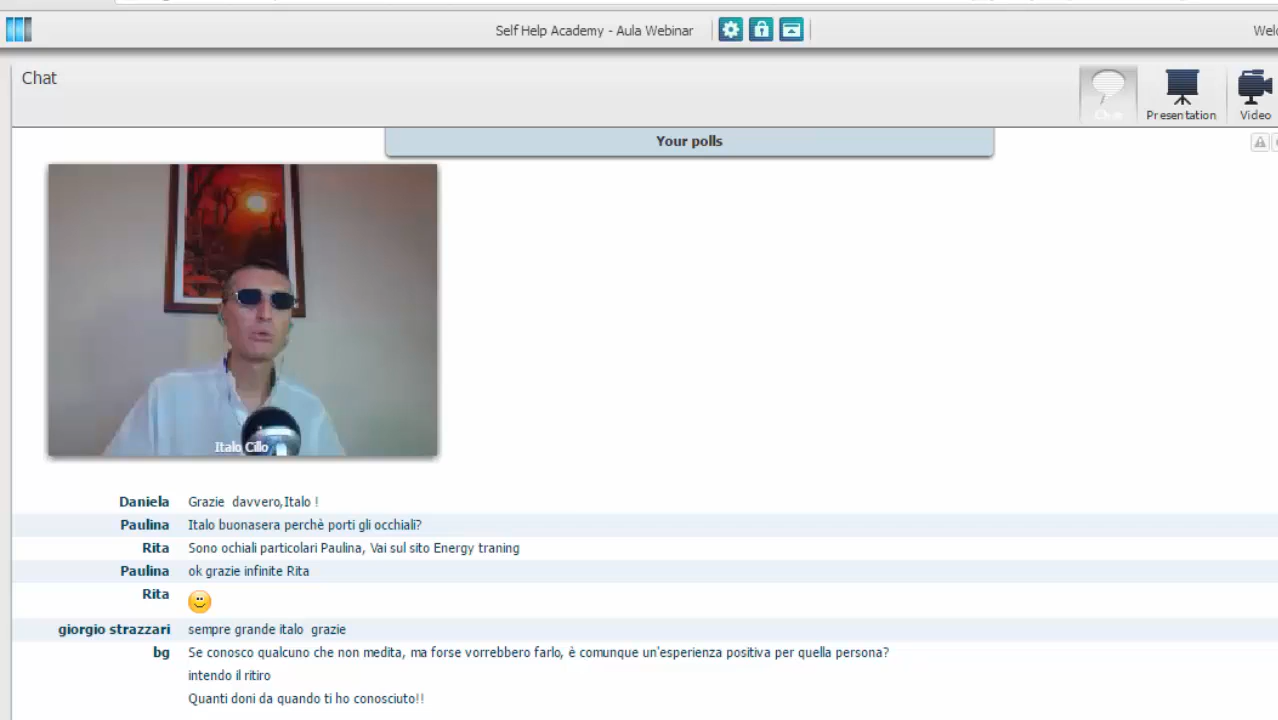 Self Help Academy - Aula Webinar
Chat
Presentation
Video
Your polls
Italo Cillo
Daniela Grazie davvero,Italo !
Paulina Italo buonasera perchè porti gli occhiali?
Rita Sono ochiali particolari Paulina, Vai sul sito Energy traning
Paulina ok grazie infinite Rita
Rita
giorgio strazzari sempre grande italo grazie
bg Se conosco qualcuno che non medita, ma forse vorrebbero farlo, è comunque un'esperienza positiva per quella persona?
intendo il ritiro
Quanti doni da quando ti ho conosciuto!!